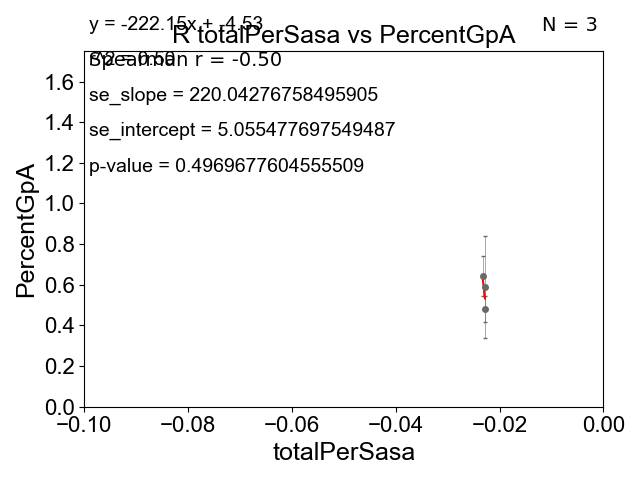 y = -222.15x + -4.53
N = 3
R totalPerSasa vs PercentGpA
Spearman r = -0.50
se_slope = 220.04276758495905
se_intercept = 5.055477697549487
p-value = 0.4969677604555509
PercentGpA
1.6
1.4
1.2
1.0
0.8
0.6
0.4
0.2
0.0
−0.10
−0.08
−0.06
−0.04
−0.02
0.00
totalPerSasa